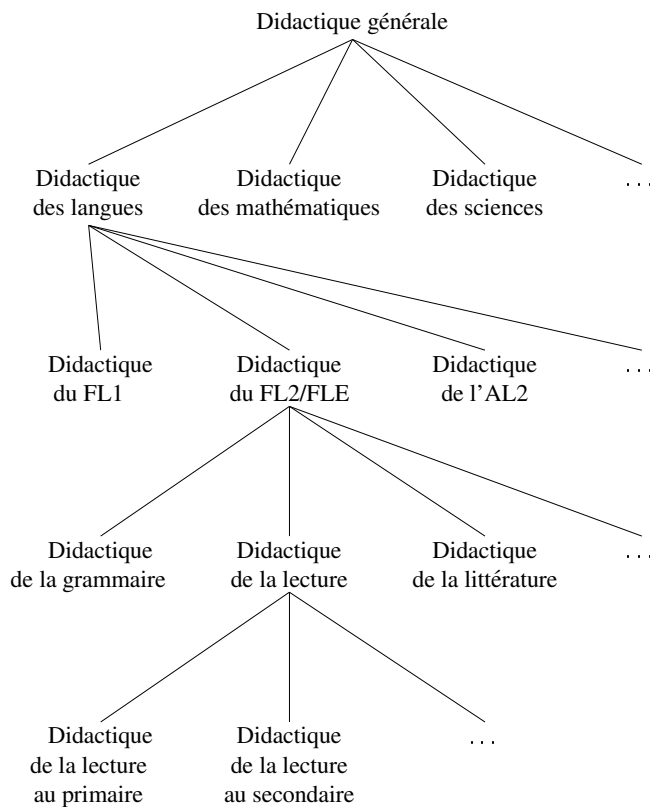 Didactique générale
Didactique
des langues
Didactique
des mathématiques
Didactique
des sciences
...
Didactique
du FL1
Didactique
du FL2/FLE
Didactique
de l'AL2
...
Didactique
de la grammaire
Didactique
de la lecture
Didactique
de la littérature
...
Didactique
de la lecture
au primaire
Didactique
de la lecture
au secondaire
...